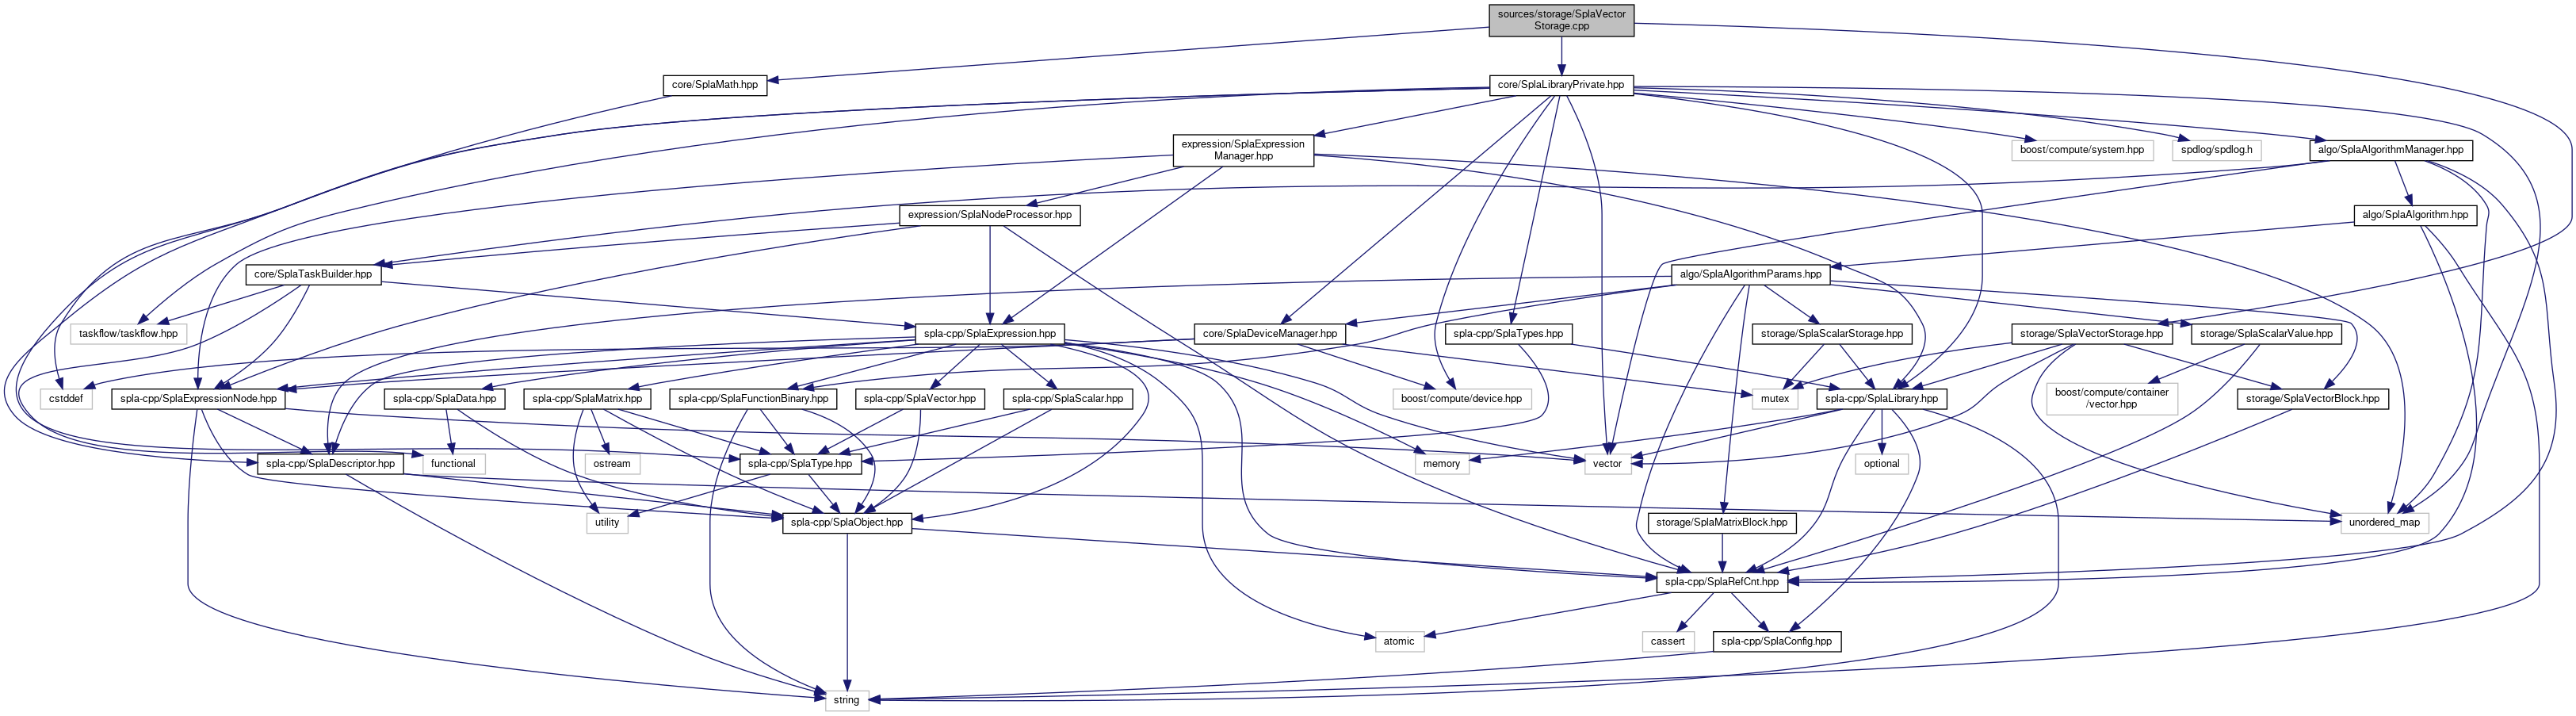 sources/storage/SplaVector
Storage.cpp
core/SplaMath.hpp
core/SplaLibraryPrivate.hpp
expression/SplaExpression
Manager.hpp
boost/compute/system.hpp
spdlog/spdlog.h
algo/SplaAlgorithmManager.hpp
expression/SplaNodeProcessor.hpp
algo/SplaAlgorithm.hpp
core/SplaTaskBuilder.hpp
algo/SplaAlgorithmParams.hpp
taskflow/taskflow.hpp
spla-cpp/SplaExpression.hpp
core/SplaDeviceManager.hpp
spla-cpp/SplaTypes.hpp
storage/SplaScalarStorage.hpp
storage/SplaVectorStorage.hpp
storage/SplaScalarValue.hpp
cstddef
spla-cpp/SplaExpressionNode.hpp
spla-cpp/SplaData.hpp
spla-cpp/SplaMatrix.hpp
spla-cpp/SplaFunctionBinary.hpp
spla-cpp/SplaVector.hpp
spla-cpp/SplaScalar.hpp
boost/compute/device.hpp
mutex
spla-cpp/SplaLibrary.hpp
boost/compute/container
/vector.hpp
storage/SplaVectorBlock.hpp
spla-cpp/SplaDescriptor.hpp
functional
ostream
spla-cpp/SplaType.hpp
memory
vector
optional
utility
spla-cpp/SplaObject.hpp
storage/SplaMatrixBlock.hpp
unordered_map
spla-cpp/SplaRefCnt.hpp
atomic
cassert
spla-cpp/SplaConfig.hpp
string